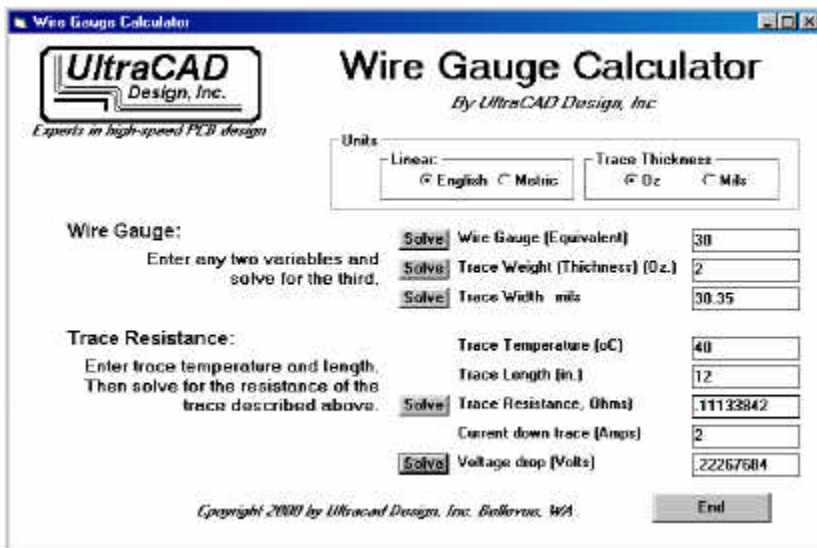 Wire Gauge Calculator
UltraCAD
Design, Inc.
Experts in high-speed PCB design
Wire Gauge Calculator
By UltraCAD Design, Inc
Units
Linear: Trace Thickness
English Metric Oz Mils
Wire Gauge:
Enter any two variables and
solve for the third.
Solve Wire Gauge (Equivalent) 30
Solve Trace Weight (Thichness) (Oz.) 2
Solve Trace Width mils 30.35
Trace Resistance:
Enter trace temperature and length.
Then solve for the resistance of the
trace described above.
Trace Temperature (oC) 40
Trace Length (in.) 12
Solve Trace Resistance, Ohms) .11133842
Current down trace (Amps) 2
Solve Voltage drop (Volts) .22267684
Copyright 2000 by Ultracad Design, Inc. Bellevue, WA
End